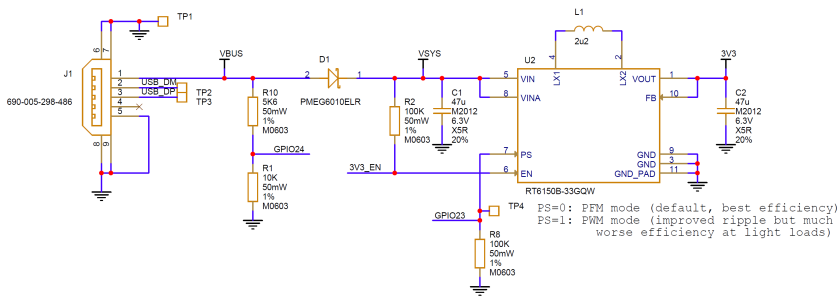 TP1
J1
690-005-298-486
6
7
1
2
3
4
5
8
9
USB_DM
USB_DP
TP2
TP3
VBUS
2
D1
1
PMEG6010ELR
R10
5K6
50mW
1%
M0603
GPIO24
R1
10K
50mW
1%
M0603
VSYS
R2
100K
50mW
1%
M0603
C1
47u
M2012
6.3V
X5R
20%
3V3_EN
GPIO23
TP4
R8
100K
50mW
1%
M0603
L1
2u2
4
2
U2
LX1
LX2
5
VIN
8
VINA
7
PS
6
EN
VOUT
1
FB
10
GND
9
GND
3
GND_PAD
11
RT6150B-33GQW
3V3
C2
47u
M2012
6.3V
X5R
20%
PS=0: PFM mode (default, best efficiency)
PS=1: PWM mode (improved ripple but much
worse efficiency at light loads)